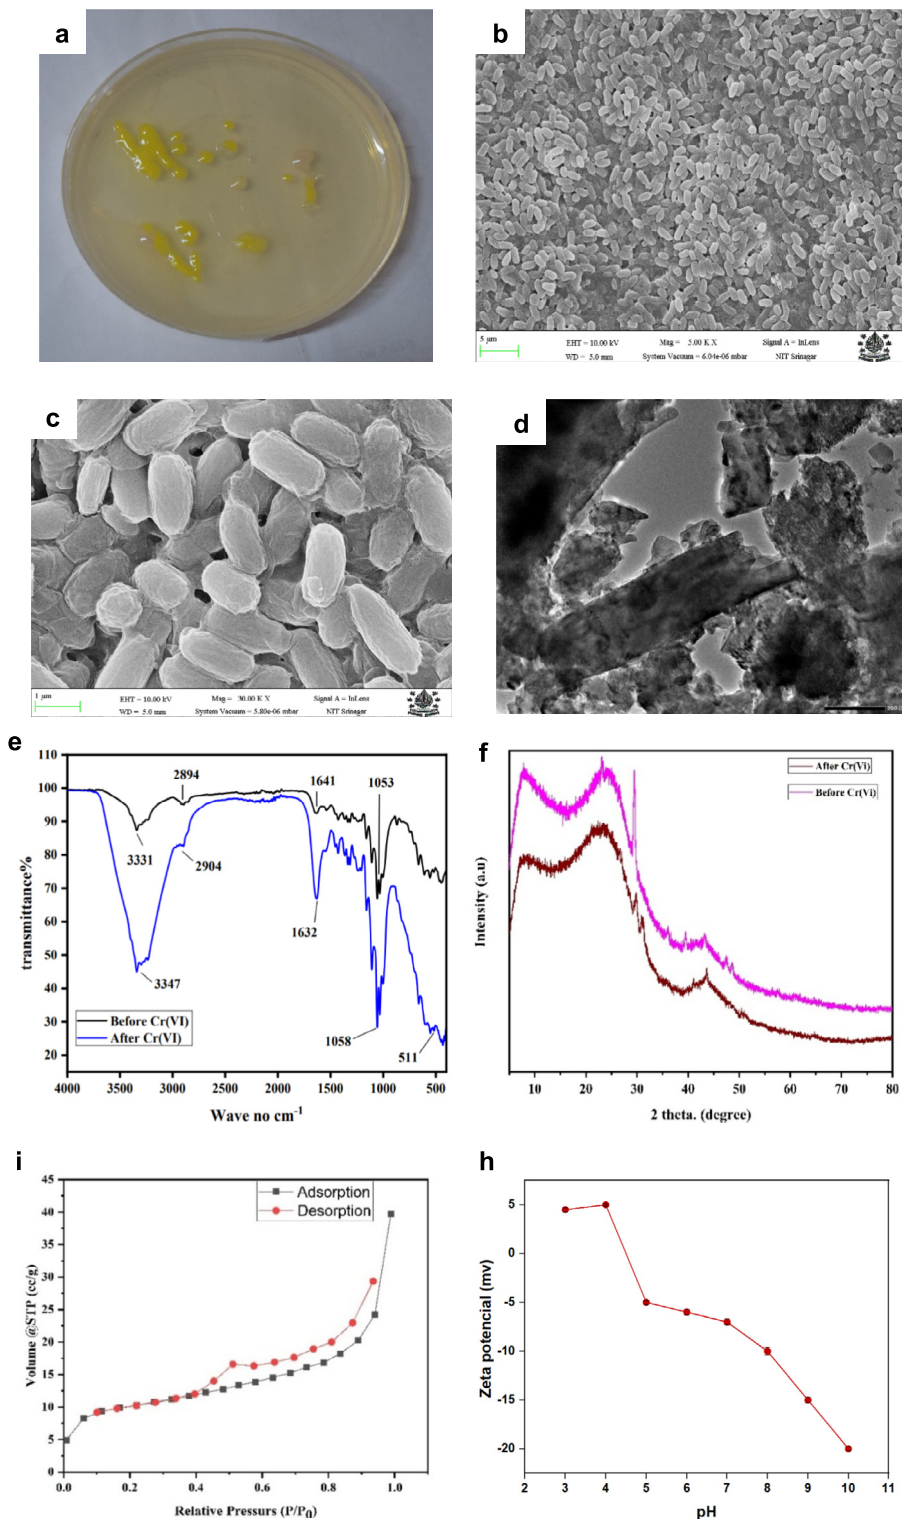 a
b
5 µm
EHT = 10.00 kV
Mag = 5.00 K X
Signal A = InLens
WD = 5.0 mm
System Vacuum = 6.04e-06 mbar
NIT Srinagar
c
1 µm
EHT = 10.00 kV
Mag = 30.00 K X
Signal A = InLens
WD = 5.0 mm
System Vacuum = 5.80e-06 mbar
NIT Srinagar
d
e
110
100
90
80
70
60
50
40
30
20
transmittance%
2894
1641
1053
3331
2904
1632
3347
1058
511
Before Cr(VI)
After Cr(VI)
4000 3500 3000 2500 2000 1500 1000 500
Wave no cm-1
f
After Cr(Vi)
Before Cr(Vi)
Intensity (a.u)
10 20 30 40 50 60 70 80
2 theta. (degree)
i
45
40
35
30
25
20
15
10
5
0
Volume @STP (cc/g)
Adsorption
Desorption
0.0 0.2 0.4 0.6 0.8 1.0
Relative Pressurs (P/P0)
h
5
0
-5
-10
-15
-20
Zeta potencial (mv)
2 3 4 5 6 7 8 9 10 11
pH